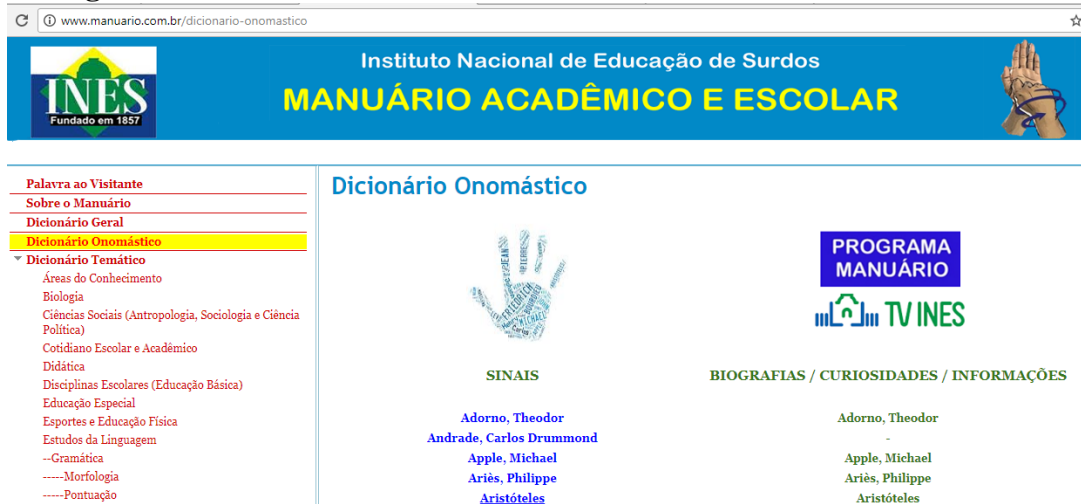 www.manuario.com.br/dicionario-onomastico
Instituto Nacional de Educação de Surdos
MANUÁRIO ACADÊMICO E ESCOLAR
INES
Fundado em 1857
Palavra ao Visitante
Sobre o Manuário
Dicionário Geral
Dicionário Onomástico
Dicionário Temático
Áreas do Conhecimento
Biologia
Ciências Sociais (Antropologia, Sociologia e Ciência
Política)
Cotidiano Escolar e Acadêmico
Didática
Disciplinas Escolares (Educação Básica)
Educação Especial
Esportes e Educação Física
Estudos da Linguagem
--Gramática
-----Morfologia
-----Pontuação
Dicionário Onomástico
FRIEDRICH
MICHAEL
PROGRAMA
MANUÁRIO
TV INES
SINAIS
Adorno, Theodor
Andrade, Carlos Drummond
Apple, Michael
Ariès, Philippe
Aristóteles
BIOGRAFIAS / CURIOSIDADES / INFORMAÇÕES
Adorno, Theodor
-
Apple, Michael
Ariès, Philippe
Aristóteles